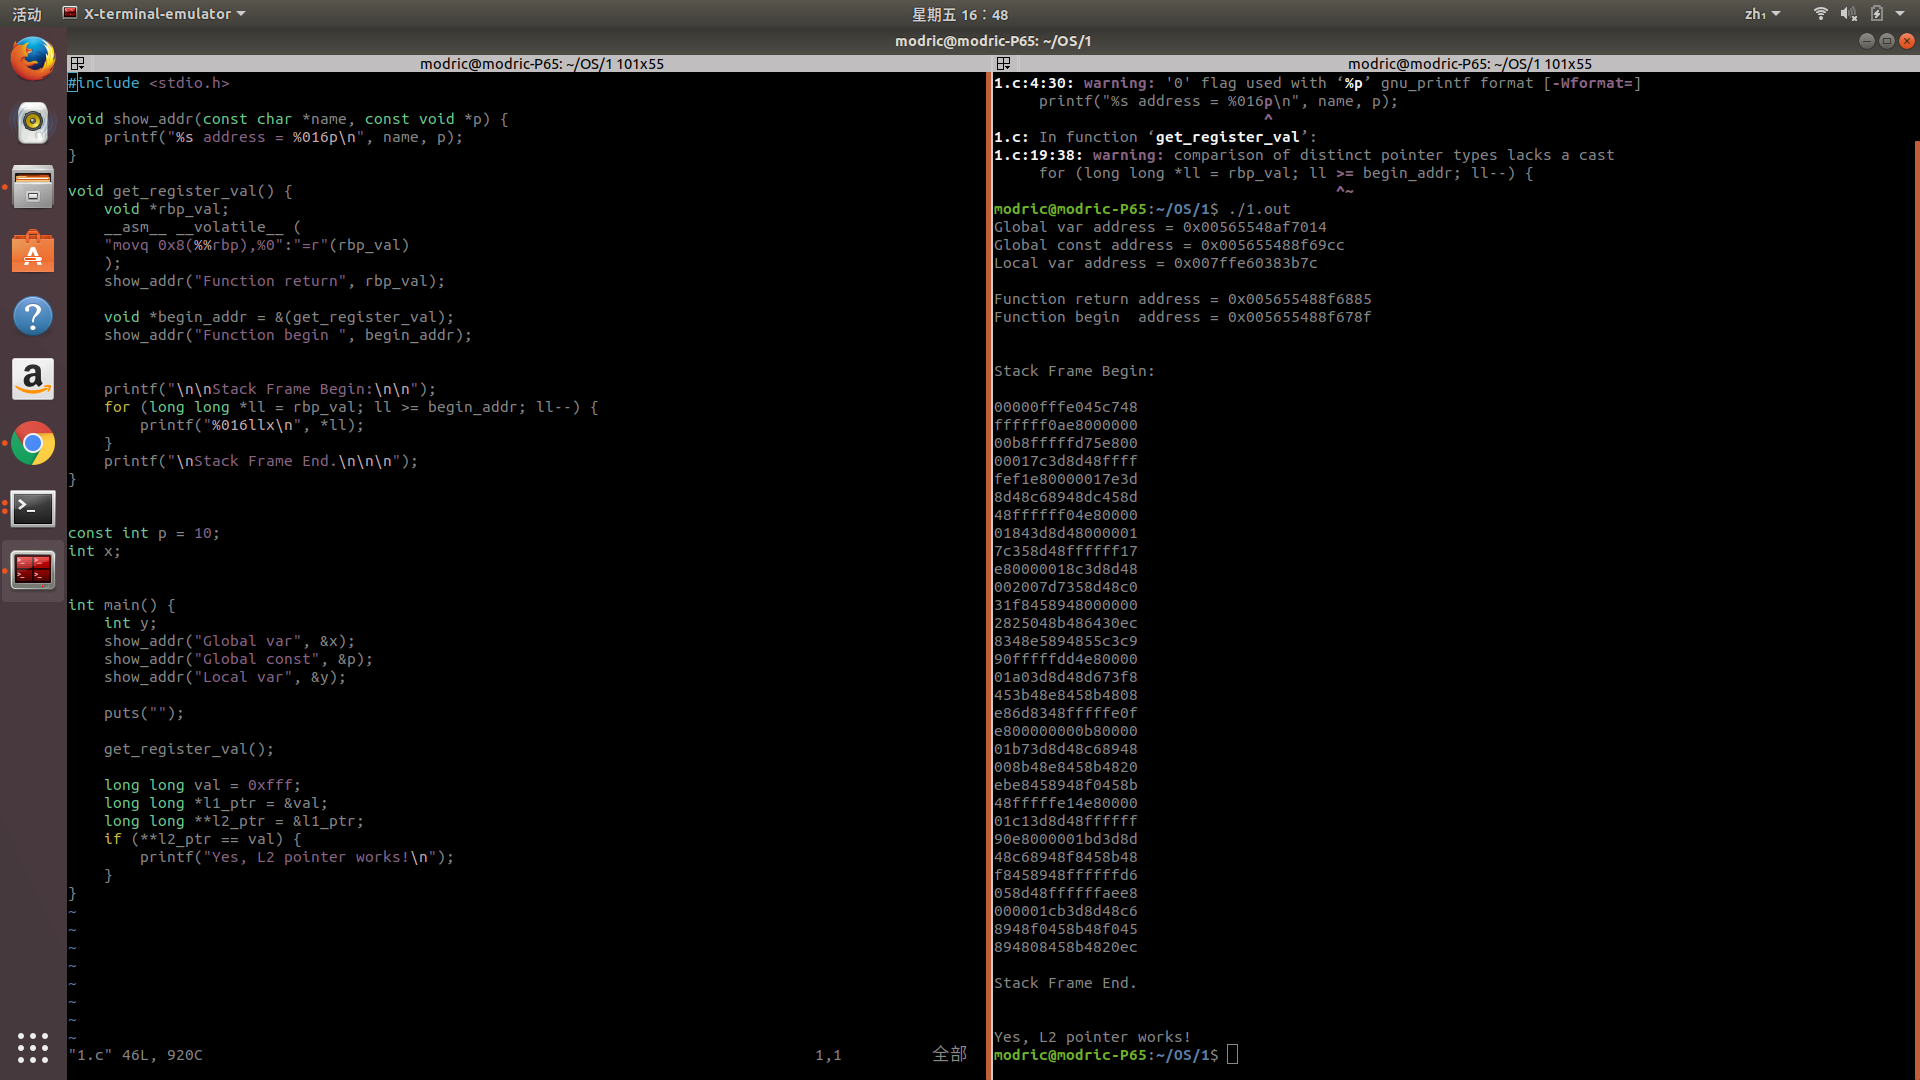 活动
X-terminal-emulator
星期五 16：48
zh₁
modric@modric-P65: ~/OS/1
modric@modric-P65: ~/OS/1 101x55
#include <stdio.h>
void show_addr(const char *name, const void *p) {
    printf("%s address = %016p\n", name, p);
}
void get_register_val() {
    void *rbp_val;
    __asm__ __volatile__ (
    "movq 0x8(%%rbp),%0":"=r"(rbp_val)
    );
    show_addr("Function return", rbp_val);
    void *begin_addr = &(get_register_val);
    show_addr("Function begin ", begin_addr);
    printf("\n\nStack Frame Begin:\n\n");
    for (long long *ll = rbp_val; ll >= begin_addr; ll--) {
        printf("%016llx\n", *ll);
    }
    printf("\nStack Frame End.\n\n\n");
}
const int p = 10;
int x;
int main() {
    int y;
    show_addr("Global var", &x);
    show_addr("Global const", &p);
    show_addr("Local var", &y);
    puts("");
    get_register_val();
    long long val = 0xfff;
    long long *l1_ptr = &val;
    long long **l2_ptr = &l1_ptr;
    if (**l2_ptr == val) {
        printf("Yes, L2 pointer works!\n");
    }
}
~
~
~
~
~
~
~
~
"1.c" 46L, 920C
1,1
全部
modric@modric-P65: ~/OS/1 101x55
1.c:4:30: warning: '0' flag used with ‘%p’ gnu_printf format [-Wformat=]
     printf("%s address = %016p\n", name, p);
                              ^
1.c: In function ‘get_register_val’:
1.c:19:38: warning: comparison of distinct pointer types lacks a cast
     for (long long *ll = rbp_val; ll >= begin_addr; ll--) {
                                      ^~
modric@modric-P65:~/OS/1$ ./1.out
Global var address = 0x00565548af7014
Global const address = 0x005655488f69cc
Local var address = 0x007ffe60383b7c
Function return address = 0x005655488f6885
Function begin  address = 0x005655488f678f
Stack Frame Begin:
00000fffe045c748
ffffff0ae8000000
00b8fffffd75e800
00017c3d8d48ffff
fef1e80000017e3d
8d48c68948dc458d
48ffffff04e80000
01843d8d48000001
7c358d48ffffff17
e80000018c3d8d48
002007d7358d48c0
31f8458948000000
2825048b486430ec
8348e5894855c3c9
90fffffdd4e80000
01a03d8d48d673f8
453b48e8458b4808
e86d8348fffffe0f
e800000000b80000
01b73d8d48c68948
008b48e8458b4820
ebe8458948f0458b
48fffffe14e80000
01c13d8d48ffffff
90e8000001bd3d8d
48c68948f8458b48
f8458948ffffffd6
058d48ffffffaee8
000001cb3d8d48c6
8948f0458b48f045
894808458b4820ec
Stack Frame End.
Yes, L2 pointer works!
modric@modric-P65:~/OS/1$